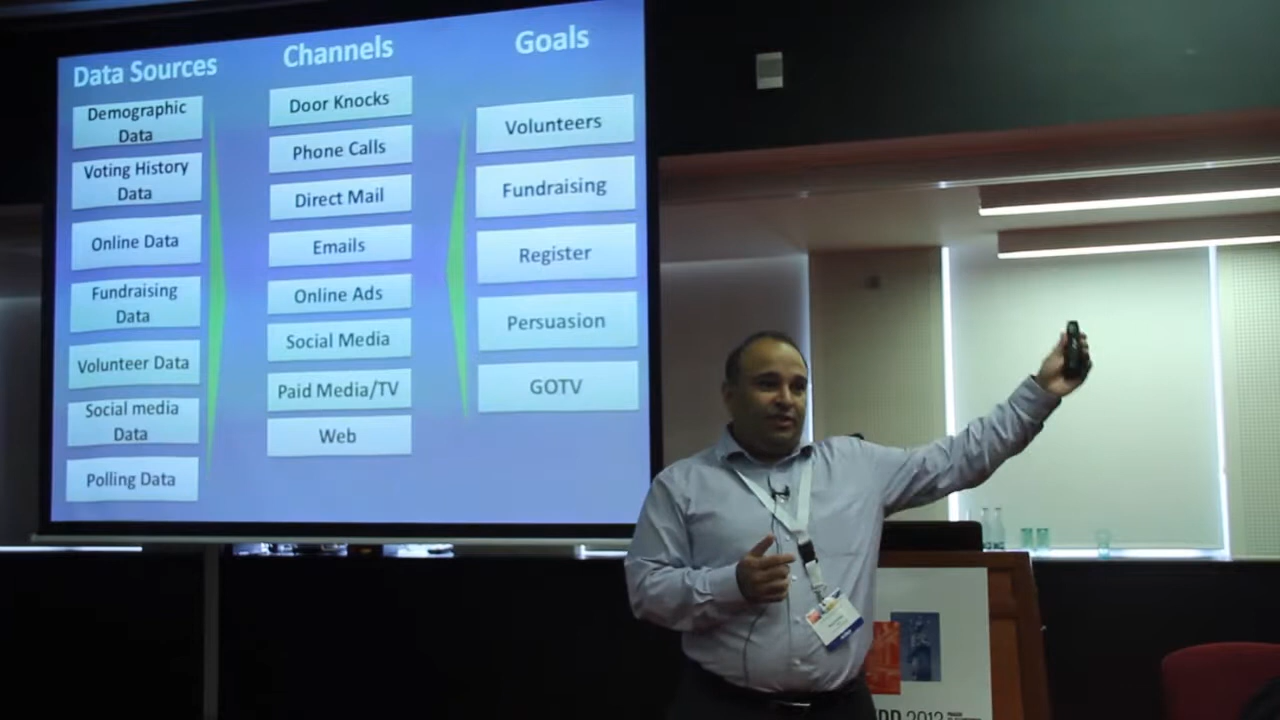 Data Sources
Demographic
Data
Voting History
Data
Online Data
Fundraising
Data
Volunteer Data
Social media
Data
Polling Data
Channels
Door Knocks
Phone Calls
Direct Mail
Emails
Online Ads
Social Media
Paid Media/TV
Web
Goals
Volunteers
Fundraising
Register
Persuasion
GOTV
2012